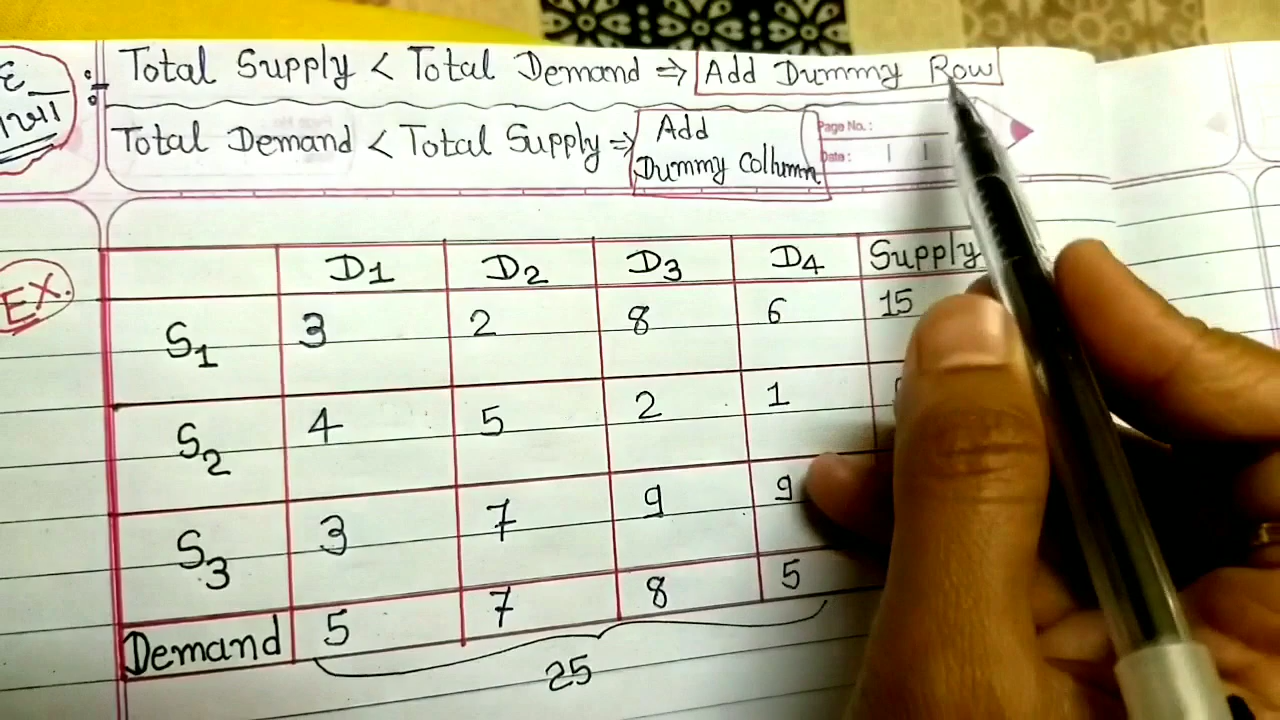 Total Supply < Total Demand ⇒ Add Dummy Row
Total Demand < Total Supply ⇒ Add
Dummy Collumn
Page No.:
Date:
EX.
D1 D2 D3 D4 Supply
S1 3 2 8 6 15
S2 4 5 2 1
S3 3 7 9 9
Demand 5 7 8 5
25